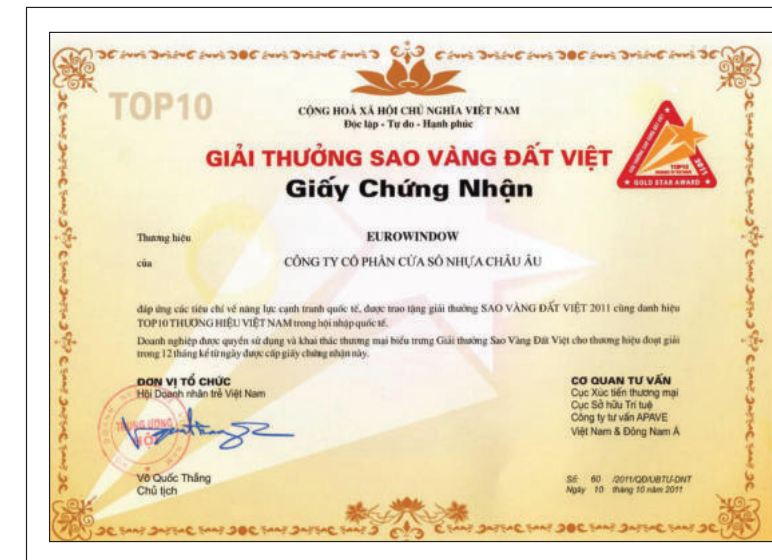 TOP10
CỘNG HOÀ XÃ HỘI CHỦ NGHĨA VIỆT NAM
Độc lập - Tự do - Hạnh phúc
GIẢI THƯỞNG SAO VÀNG ĐẤT VIỆT
Giấy Chứng Nhận
TOP10
2011
★ GOLD STAR AWARD ★
Thương hiệu EUROWINDOW
của CÔNG TY CỔ PHẦN CỬA SỔ NHỰA CHÂU ÂU
đáp ứng các tiêu chí về năng lực cạnh tranh quốc tế, được trao tặng giải thưởng SAO VÀNG ĐẤT VIỆT 2011 cùng danh hiệu
TOP10 THƯƠNG HIỆU VIỆT NAM trong hội nhập quốc tế.
Doanh nghiệp được quyền sử dụng và khai thác thương mại biểu trưng Giải thưởng Sao Vàng Đất Việt cho thương hiệu đoạt giải
trong 12 tháng kể từ ngày được cấp giấy chứng nhận này.
ĐƠN VỊ TỔ CHỨC
Hội Doanh nhân trẻ Việt Nam
TRUNG ƯƠNG
HỘI
Võ Quốc Thắng
Chủ tịch
CƠ QUAN TƯ VẤN
Cục Xúc tiến thương mại
Cục Sở hữu Trí tuệ
Công ty tư vấn APAVE
Việt Nam & Đông Nam Á
Số: 60 /2011/QĐ/UBTƯ-DNT
Ngày 10 tháng 10 năm 2011